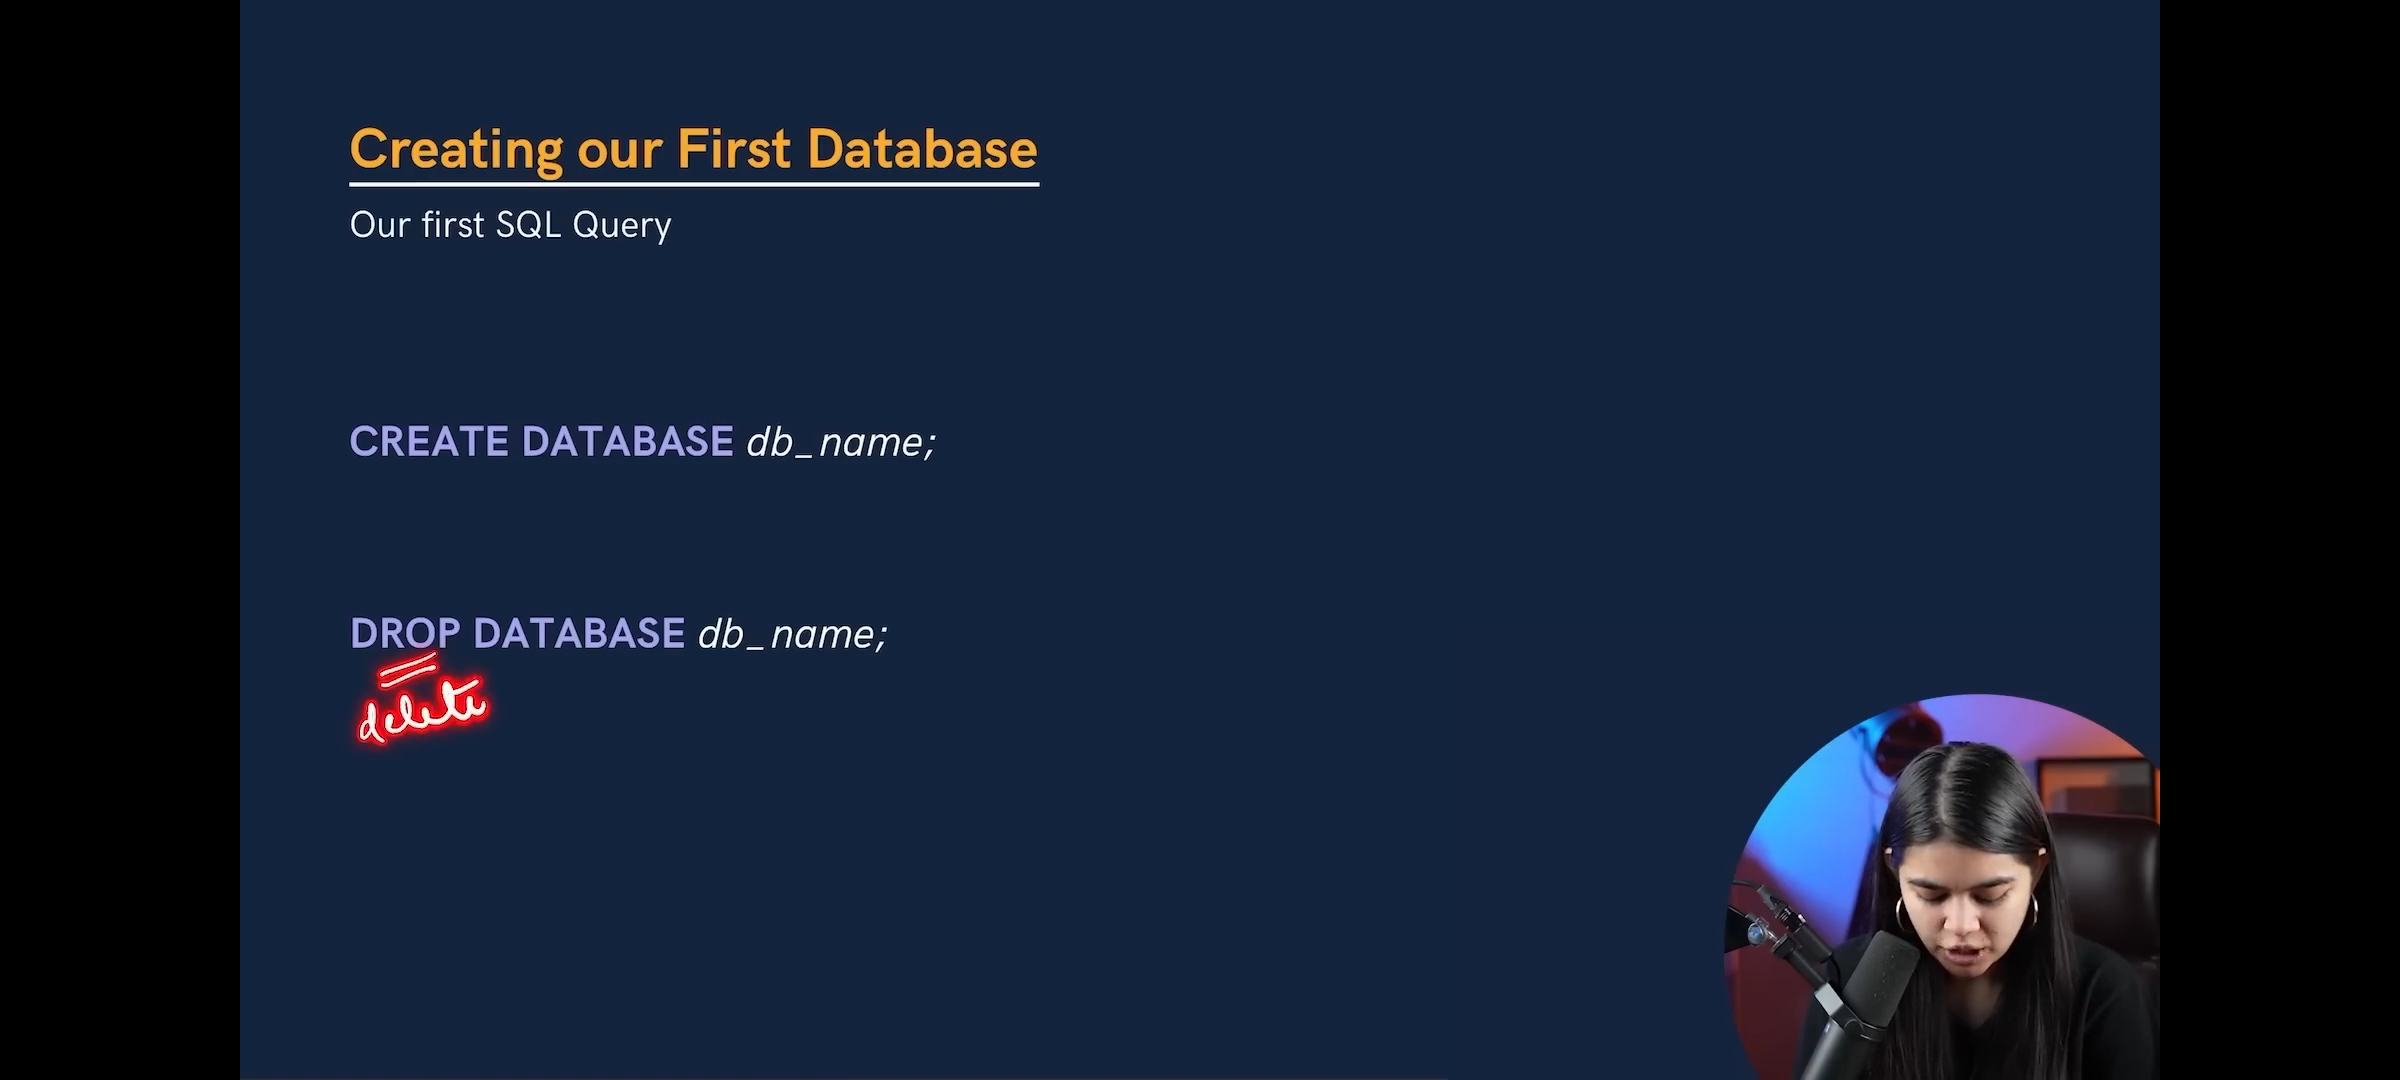 Creating our First Database
Our first SQL Query
CREATE DATABASE db_name;
DROP DATABASE db_name;
delete